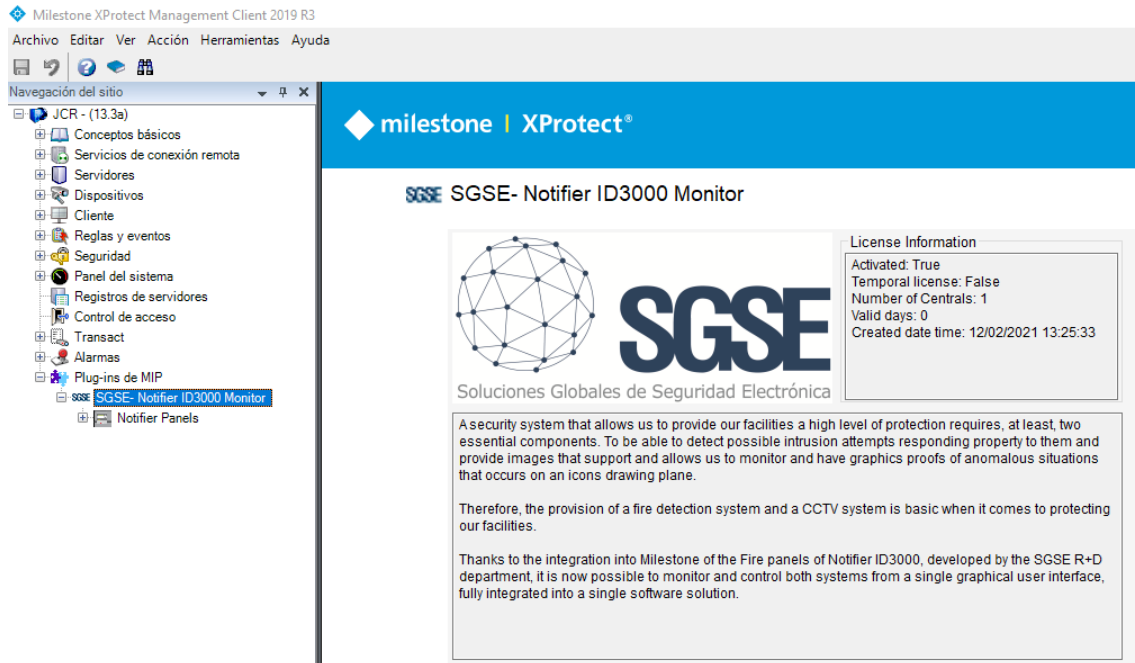 Milestone XProtect Management Client 2019 R3
Archivo Editar Ver Acción Herramientas Ayuda
Navegación del sitio
JCR - (13.3a)
Conceptos básicos
Servicios de conexión remota
Servidores
Dispositivos
Cliente
Reglas y eventos
Seguridad
Panel del sistema
Registros de servidores
Control de acceso
Transact
Alarmas
Plug-ins de MIP
SGSE SGSE- Notifier ID3000 Monitor
Notifier Panels
milestone | XProtect®
SGSE SGSE- Notifier ID3000 Monitor
SGSE
Soluciones Globales de Seguridad Electrónica
License Information
Activated: True
Temporal license: False
Number of Centrals: 1
Valid days: 0
Created date time: 12/02/2021 13:25:33
A security system that allows us to provide our facilities a high level of protection requires, at least, two
essential components. To be able to detect possible intrusion attempts responding property to them and
provide images that support and allows us to monitor and have graphics proofs of anomalous situations
that occurs on an icons drawing plane.
Therefore, the provision of a fire detection system and a CCTV system is basic when it comes to protecting
our facilities.
Thanks to the integration into Milestone of the Fire panels of Notifier ID3000, developed by the SGSE R+D
department, it is now possible to monitor and control both systems from a single graphical user interface,
fully integrated into a single software solution.